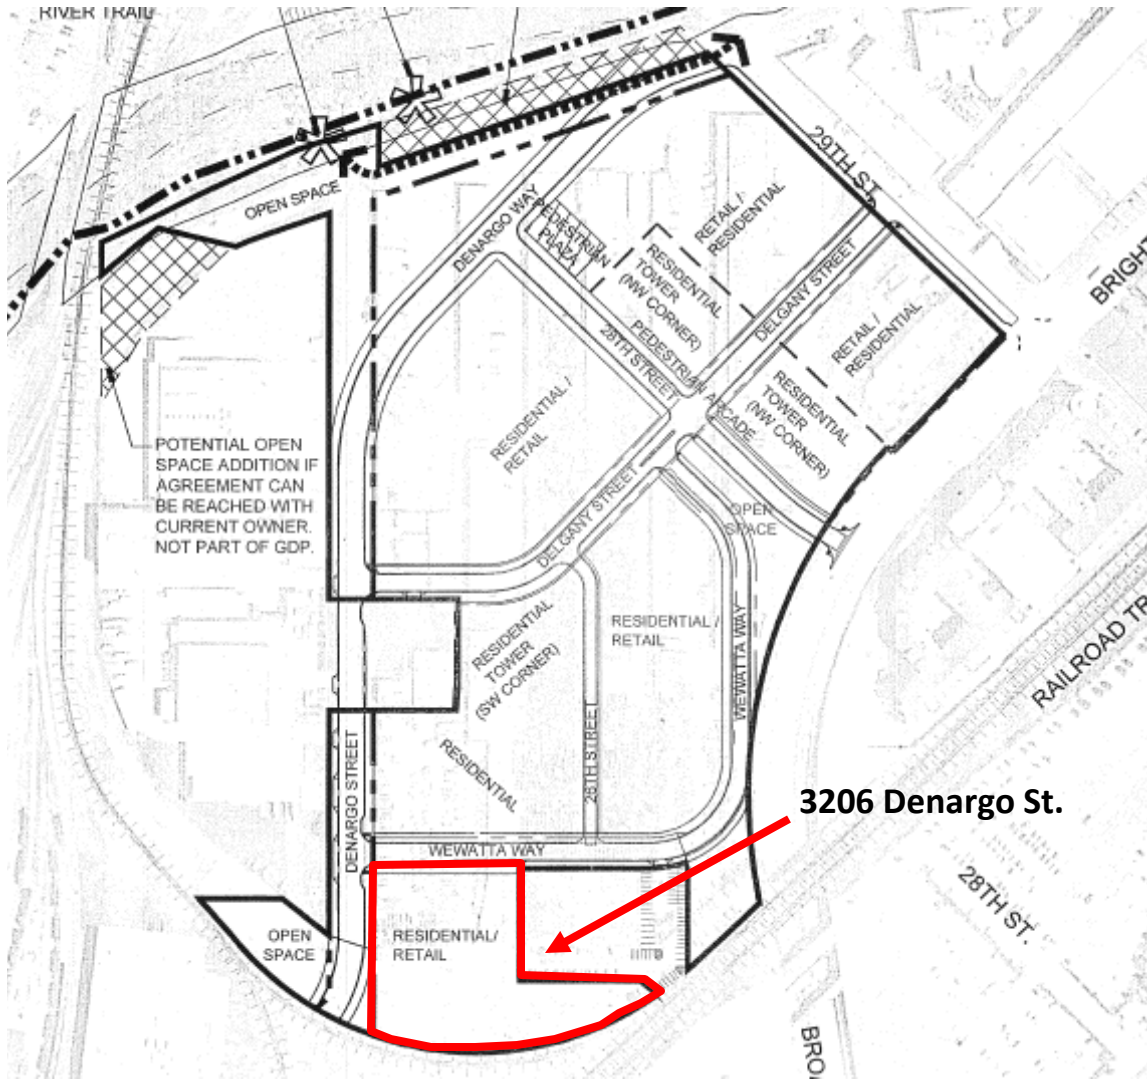 RIVER TRAIL
29TH ST.
OPEN SPACE
DENARGO WAY
PEDESTRIAN
PLAZA
RETAIL /
RESIDENTIAL
RESIDENTIAL
TOWER
(NW CORNER)
DELGANY STREET
BRIGHT
28TH STREET
PEDESTRIAN ARCADE
RETAIL /
RESIDENTIAL
RESIDENTIAL
TOWER
(NW CORNER)
RESIDENTIAL /
RETAIL
POTENTIAL OPEN
SPACE ADDITION IF
AGREEMENT CAN
BE REACHED WITH
CURRENT OWNER.
NOT PART OF GDP.
DELGANY STREET
OPEN
SPACE
RESIDENTIAL
TOWER
(SW CORNER)
RESIDENTIAL /
RETAIL
WEWATTA WAY
RAILROAD TR
26TH STREET
RESIDENTIAL
DENARGO STREET
3206 Denargo St.
WEWATTA WAY
28TH ST.
OPEN
SPACE
RESIDENTIAL/
RETAIL
BRO